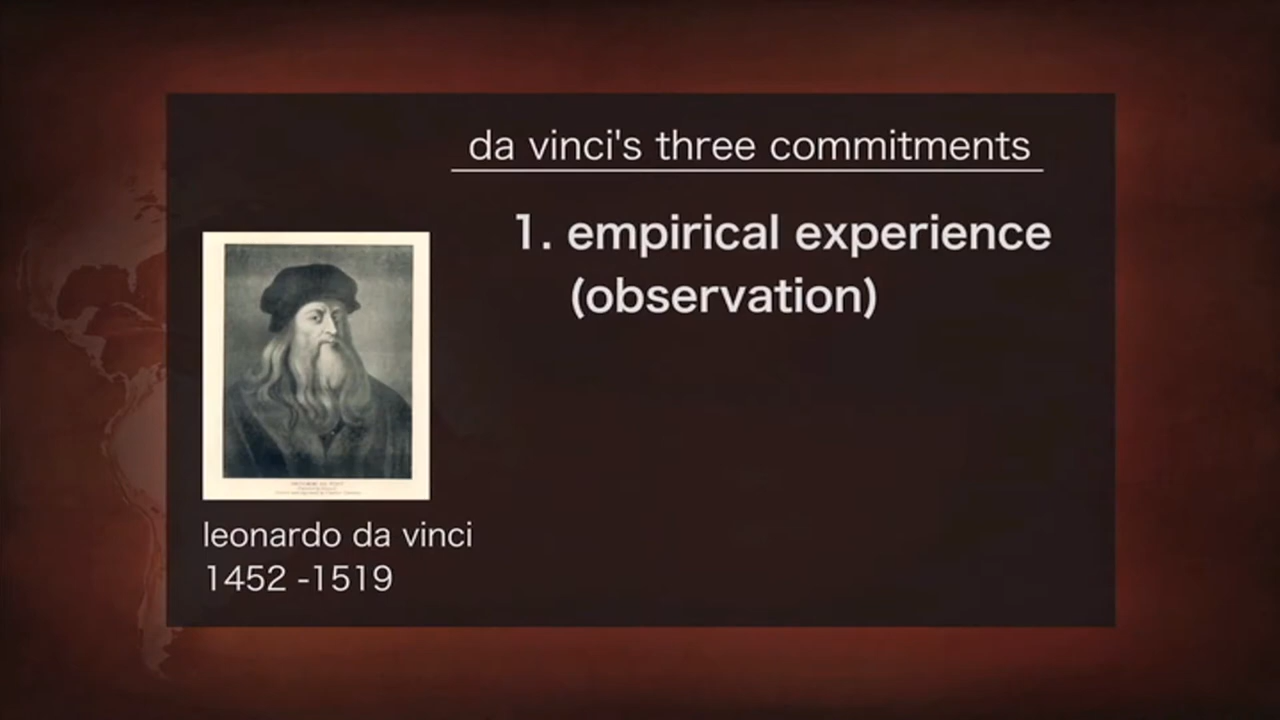 da vinci's three commitments
1. empirical experience
(observation)
leonardo da vinci
1452 -1519